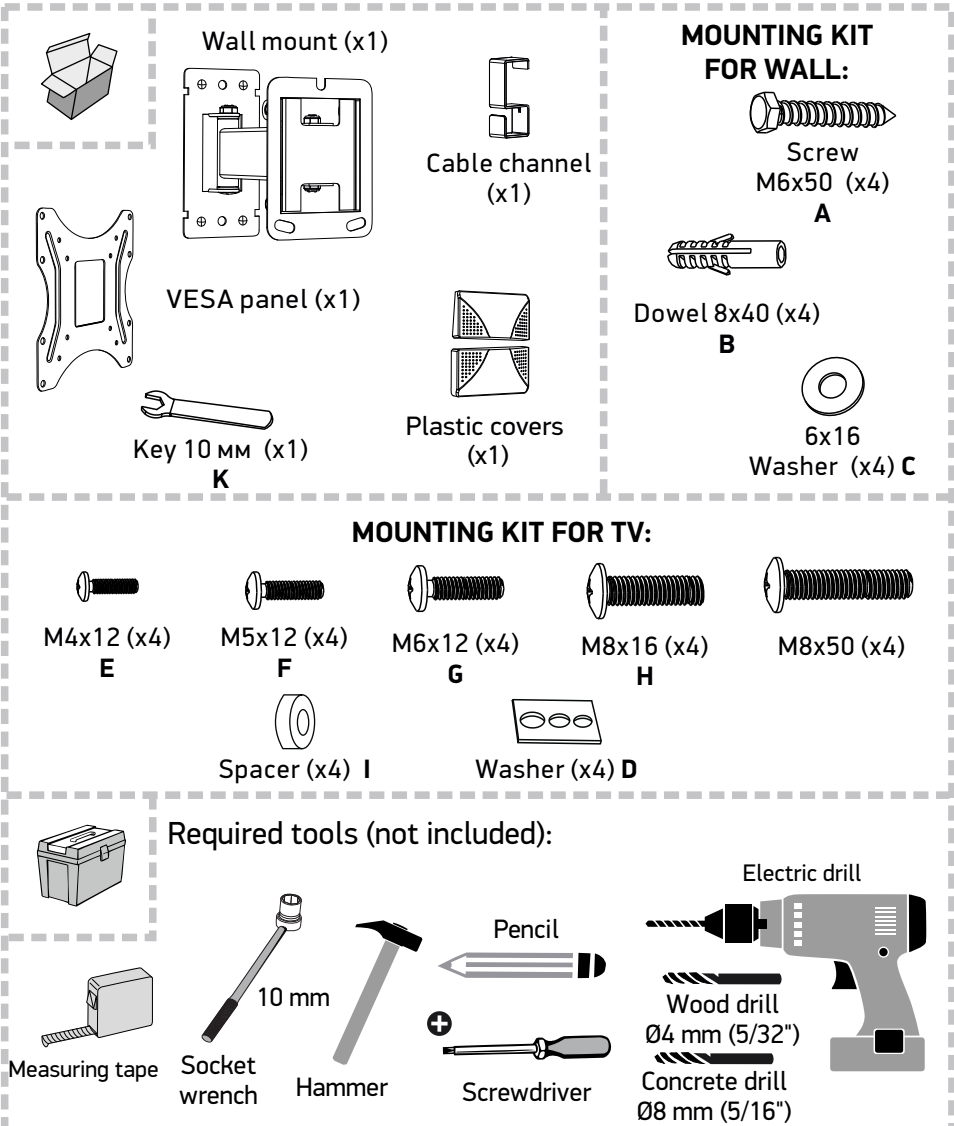 Wall mount (x1)
Cable channel
(x1)
VESA panel (x1)
Plastic covers
(x1)
Key 10 мм (x1)
K
MOUNTING KIT
FOR WALL:
Screw
M6x50 (x4)
A
Dowel 8x40 (x4)
B
6x16
Washer (x4) C
MOUNTING KIT FOR TV:
M4x12 (x4)
E
M5x12 (x4)
F
M6x12 (x4)
G
M8x16 (x4)
H
M8x50 (x4)
Spacer (x4) I
Washer (x4) D
Required tools (not included):
Measuring tape
10 mm
Socket
wrench
Hammer
Pencil
Screwdriver
Electric drill
Wood drill
Ø4 mm (5/32")
Concrete drill
Ø8 mm (5/16")